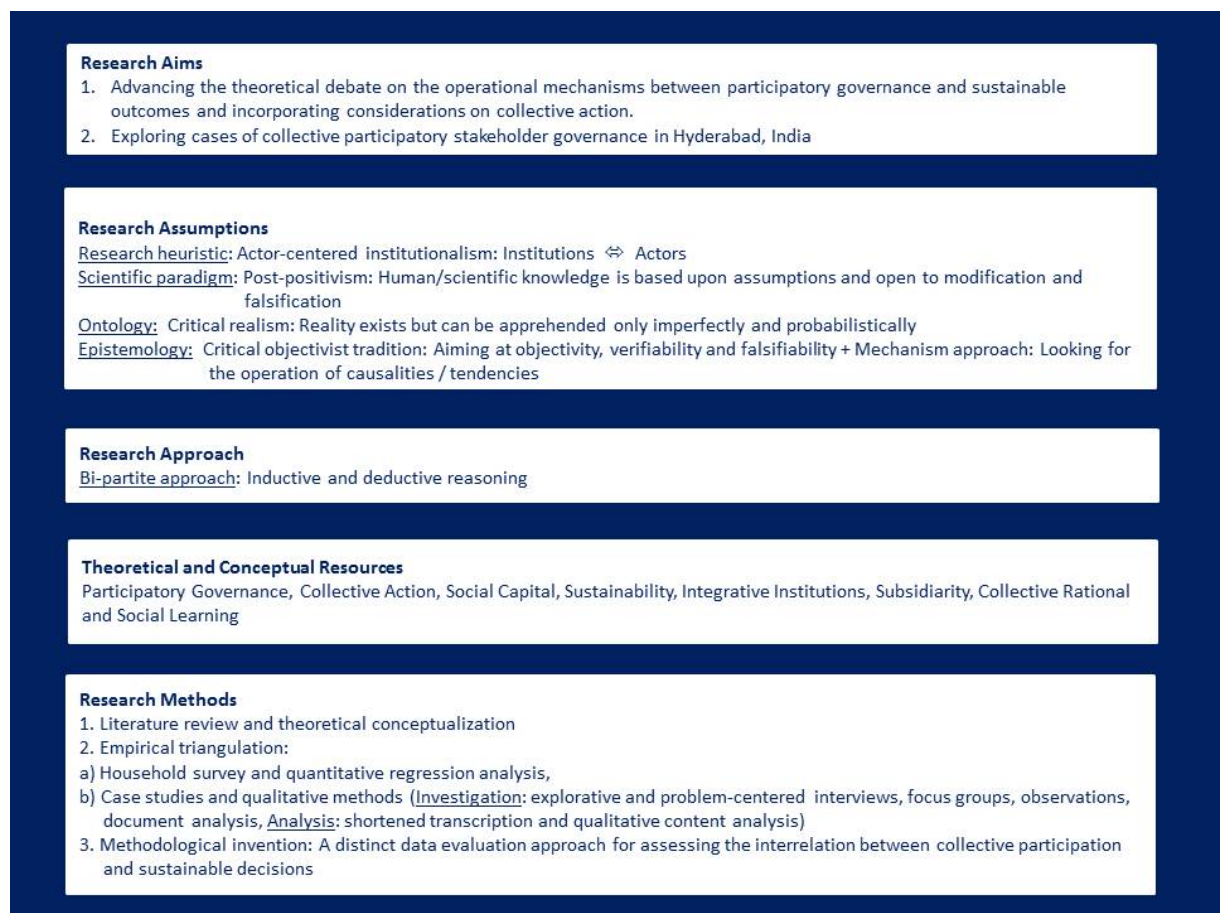 Research Aims
1. Advancing the theoretical debate on the operational mechanisms between participatory governance and sustainable
outcomes and incorporating considerations on collective action.
2. Exploring cases of collective participatory stakeholder governance in Hyderabad, India
Research Assumptions
Research heuristic: Actor-centered institutionalism: Institutions ⇔ Actors
Scientific paradigm: Post-positivism: Human/scientific knowledge is based upon assumptions and open to modification and
falsification
Ontology: Critical realism: Reality exists but can be apprehended only imperfectly and probabilistically
Epistemology: Critical objectivist tradition: Aiming at objectivity, verifiability and falsifiability + Mechanism approach: Looking for
the operation of causalities / tendencies
Research Approach
Bi-partite approach: Inductive and deductive reasoning
Theoretical and Conceptual Resources
Participatory Governance, Collective Action, Social Capital, Sustainability, Integrative Institutions, Subsidiarity, Collective Rational
and Social Learning
Research Methods
1. Literature review and theoretical conceptualization
2. Empirical triangulation:
a) Household survey and quantitative regression analysis,
b) Case studies and qualitative methods (Investigation: explorative and problem-centered interviews, focus groups, observations,
document analysis, Analysis: shortened transcription and qualitative content analysis)
3. Methodological invention: A distinct data evaluation approach for assessing the interrelation between collective participation
and sustainable decisions